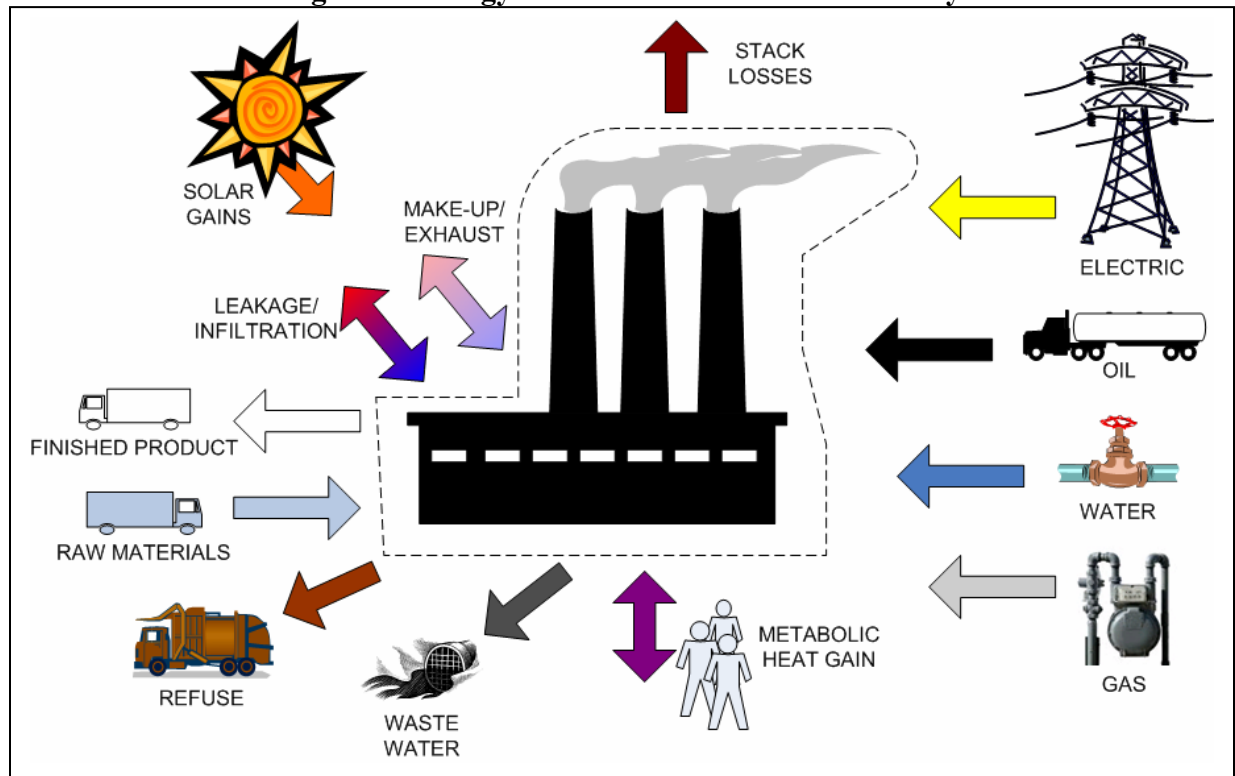 STACK
LOSSES
SOLAR
GAINS
MAKE-UP/
EXHAUST
ELECTRIC
LEAKAGE/
INFILTRATION
OIL
FINISHED PRODUCT
WATER
RAW MATERIALS
METABOLIC
HEAT GAIN
GAS
REFUSE
WASTE
WATER